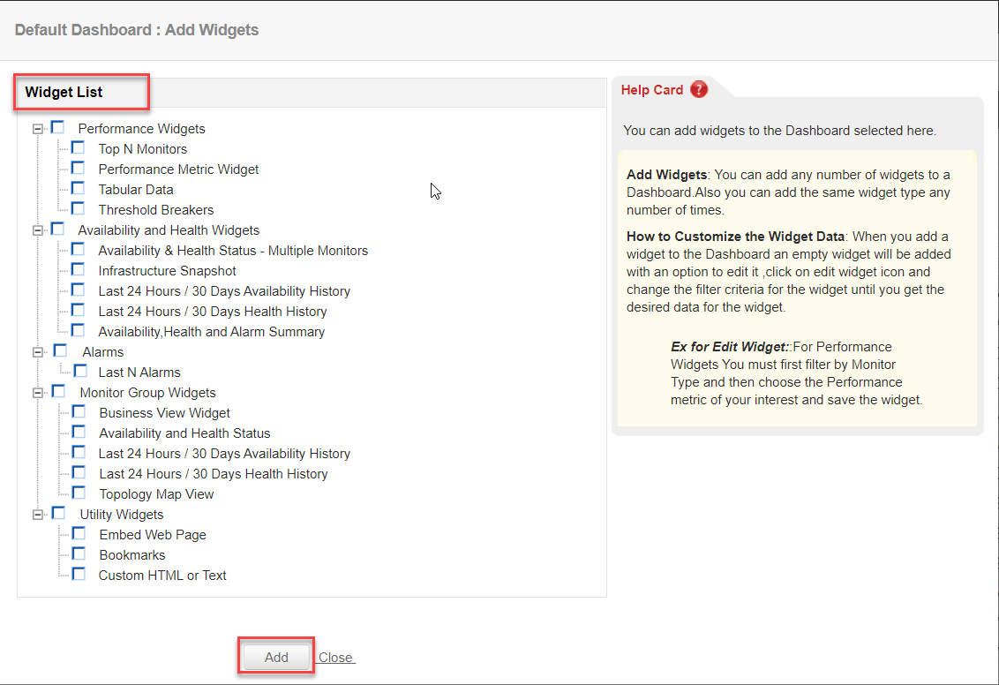 Default Dashboard : Add Widgets
Widget List
Performance Widgets
Top N Monitors
Performance Metric Widget
Tabular Data
Threshold Breakers
Availability and Health Widgets
Availability & Health Status - Multiple Monitors
Infrastructure Snapshot
Last 24 Hours / 30 Days Availability History
Last 24 Hours / 30 Days Health History
Availability,Health and Alarm Summary
Alarms
Last N Alarms
Monitor Group Widgets
Business View Widget
Availability and Health Status
Last 24 Hours / 30 Days Availability History
Last 24 Hours / 30 Days Health History
Topology Map View
Utility Widgets
Embed Web Page
Bookmarks
Custom HTML or Text
Add Close
Help Card ?
You can add widgets to the Dashboard selected here.
Add Widgets: You can add any number of widgets to a
Dashboard.Also you can add the same widget type any
number of times.
How to Customize the Widget Data: When you add a
widget to the Dashboard an empty widget will be added
with an option to edit it ,click on edit widget icon and
change the filter criteria for the widget until you get the
desired data for the widget.
Ex for Edit Widget::For Performance
Widgets You must first filter by Monitor
Type and then choose the Performance
metric of your interest and save the widget.